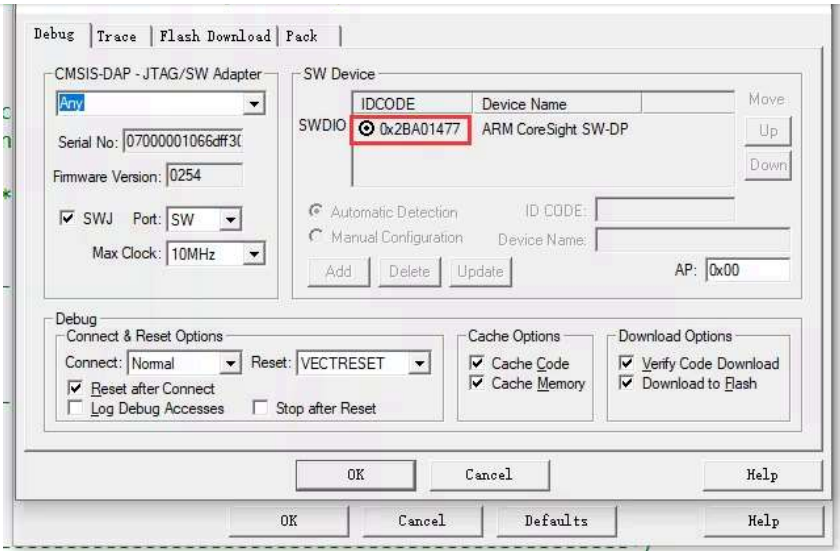 Debug Trace Flash Download Pack
CMSIS-DAP - JTAG/SW Adapter
Any
Serial No: 07000001066dff3(
Firmware Version: 0254
SWJ Port: SW
Max Clock: 10MHz
SW Device
IDCODE Device Name Move
SWDIO 0x2BA01477 ARM CoreSight SW-DP Up
Down
Automatic Detection ID CODE:
Manual Configuration Device Name:
Add Delete Update AP: 0x00
Debug
Connect & Reset Options
Connect: Normal Reset: VECTRESET
Reset after Connect
Log Debug Accesses Stop after Reset
Cache Options
Cache Code
Cache Memory
Download Options
Verify Code Download
Download to Flash
OK Cancel Help
OK Cancel Defaults Help